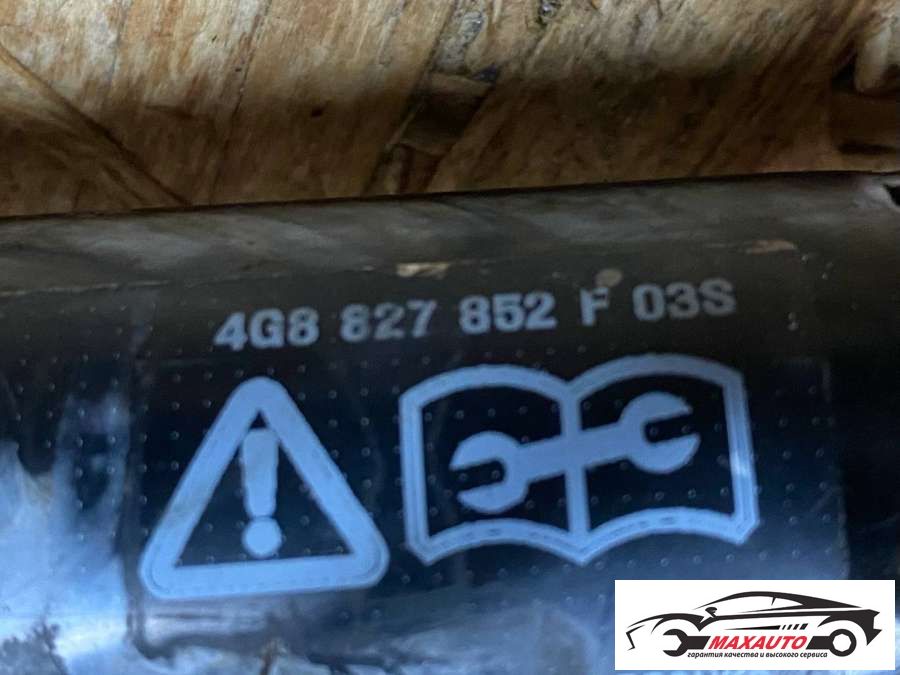 4G8 827 852 F 03S
MAXAUTO
гарантия качества и высокого сервиса